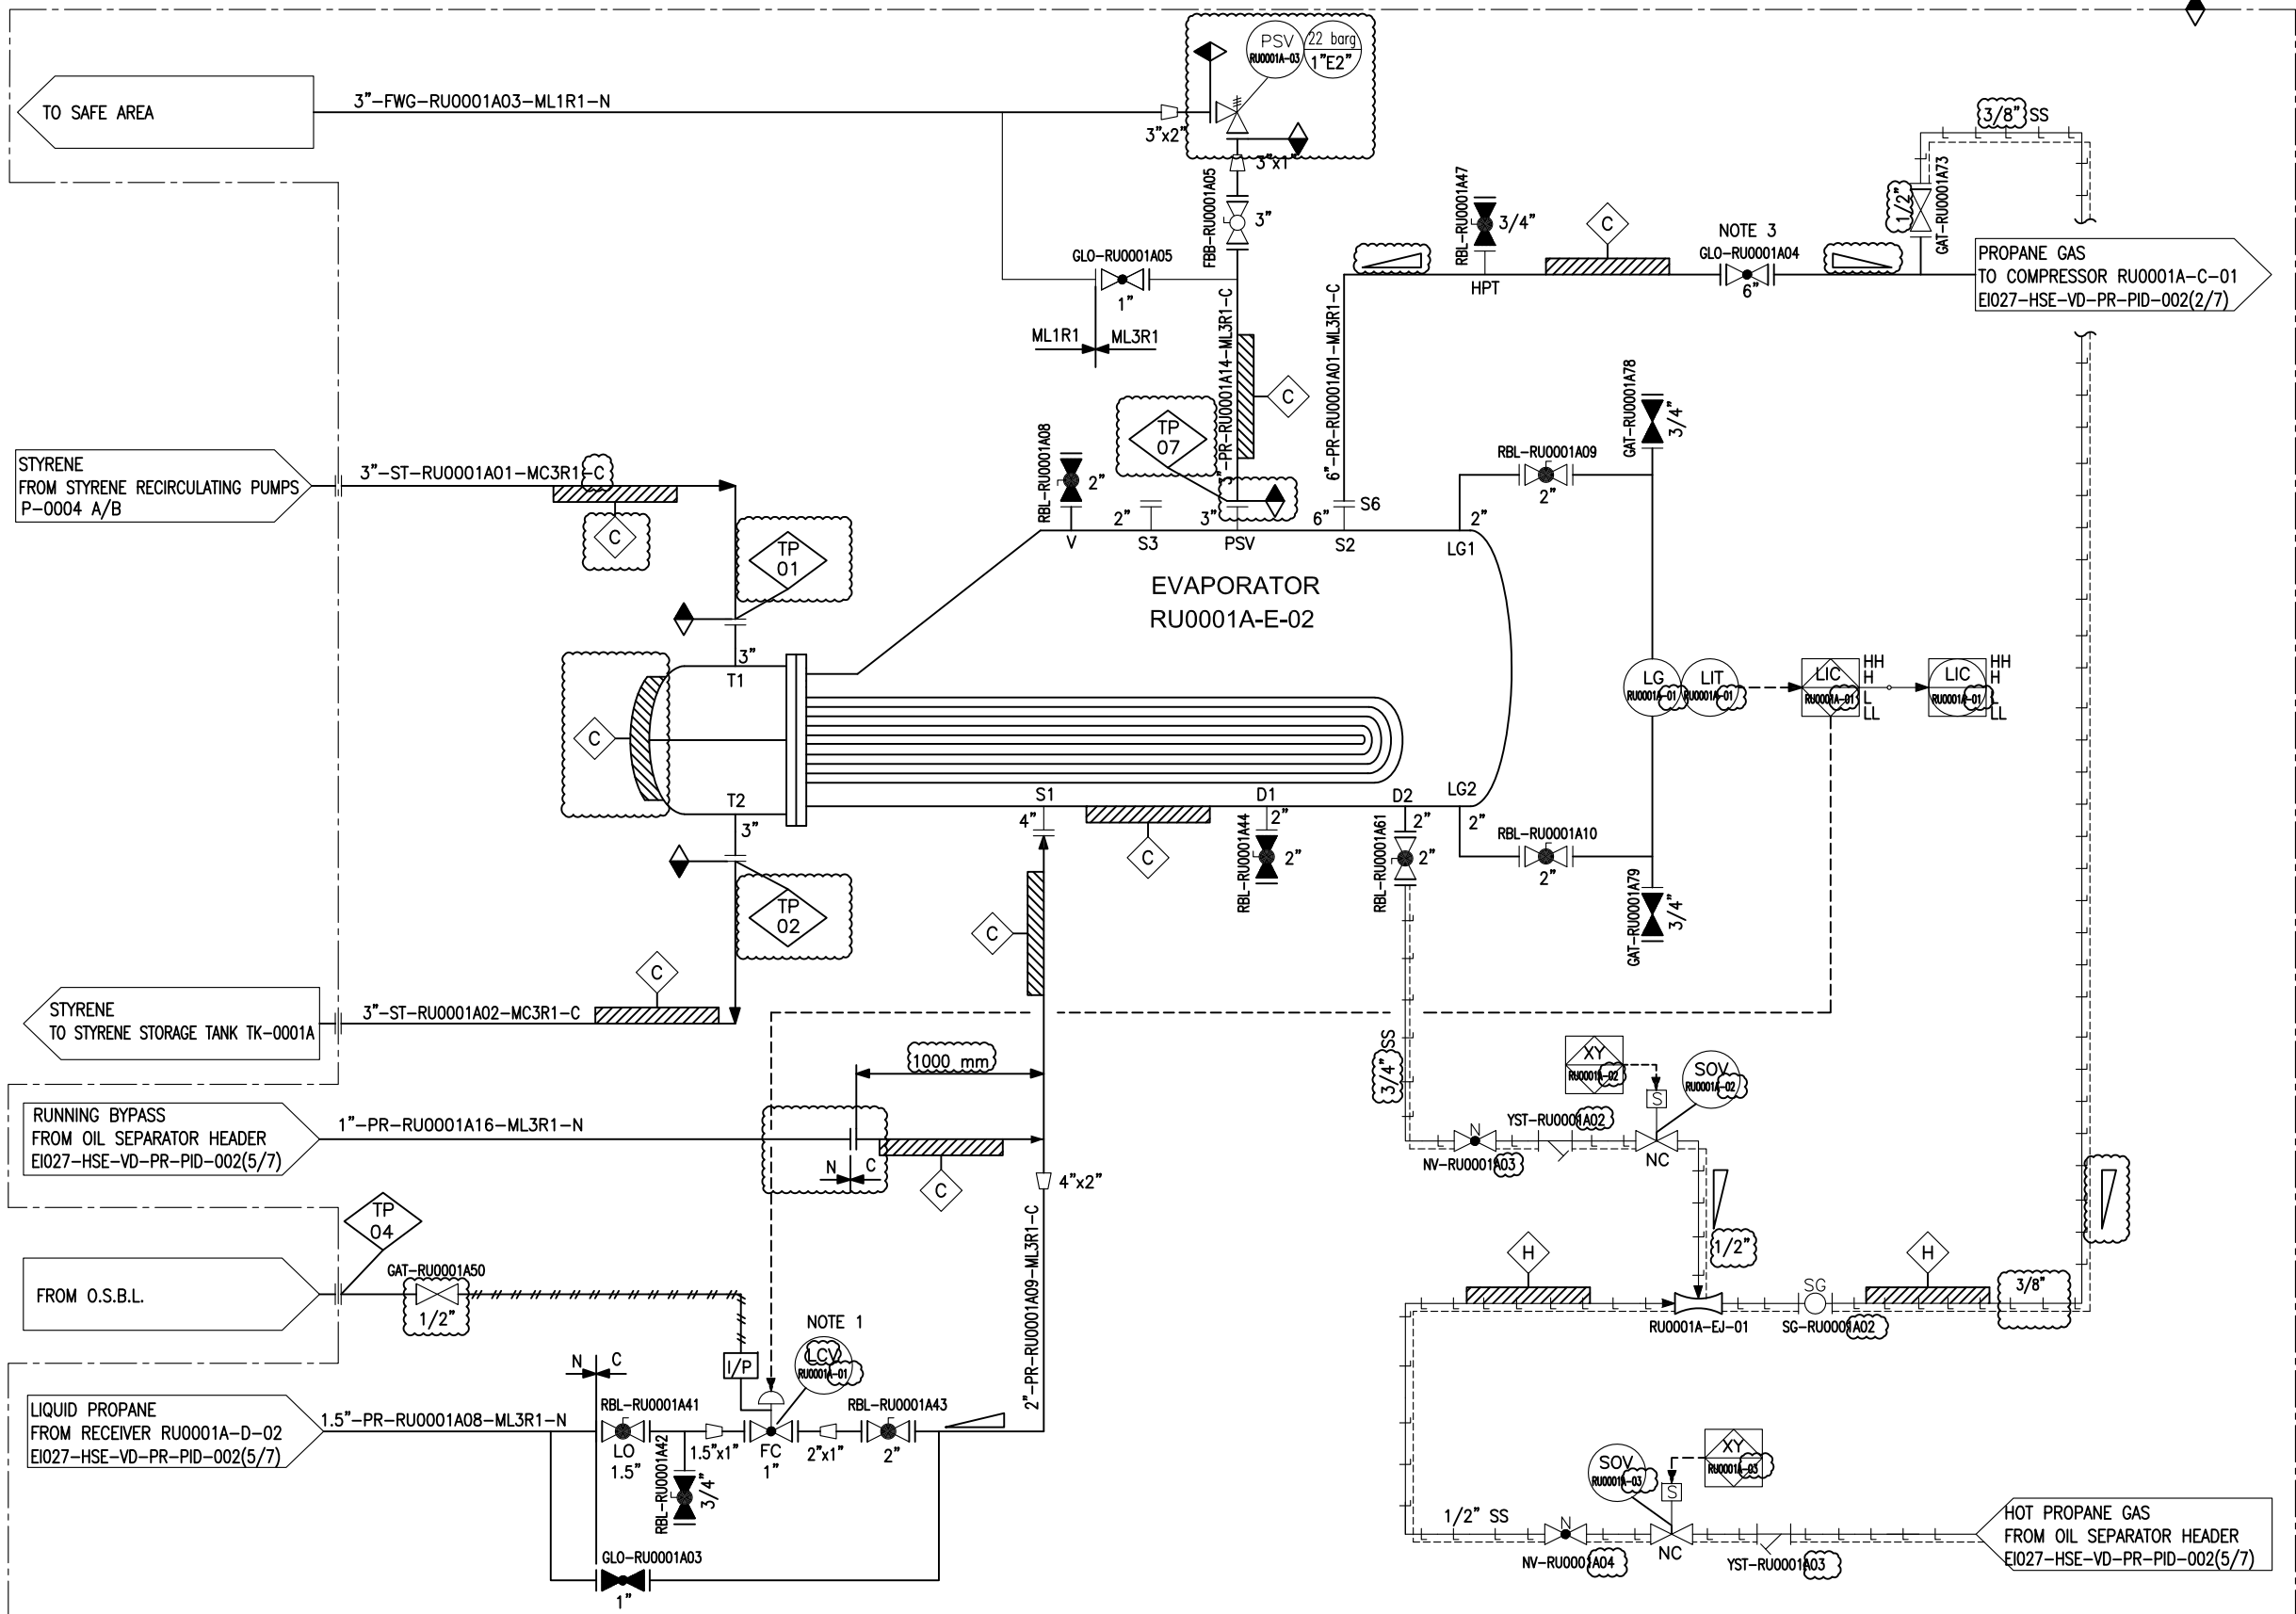 PSV
RU0001A-03
22 barg
1"E2"
TO SAFE AREA
3"-FWG-RU0001A03-ML1R1-N
3"x2"
3"x1"
FBB-RU0001A05
3"
GLO-RU0001A05
1"
ML1R1
ML3R1
3"-PR-RU0001A14-ML3R1-C
C
TP
07
RBL-RU0001A47
3/4"
HPT
C
NOTE 3
GLO-RU0001A04
6"
3/8" SS
1/2"
GAT-RU0001A73
PROPANE GAS
TO COMPRESSOR RU0001A-C-01
EI027-HSE-VD-PR-PID-002(2/7)
6"-PR-RU0001A01-ML3R1-C
STYRENE
FROM STYRENE RECIRCULATING PUMPS
P-0004 A/B
3"-ST-RU0001A01-MC3R1-C
C
TP
01
RBL-RU0001A08
2"
2"
3"
6"
S6
2"
V
S3
PSV
S2
LG1
EVAPORATOR
RU0001A-E-02
RBL-RU0001A09
2"
GAT-RU0001A78
3/4"
3"
T1
C
T2
3"
LG
RU0001A-01
LIT
RU0001A-01
LIC
RU0001A-01
HH
H
L
LL
LIC
RU0001A-01
HH
H
L
LL
S1
4"
C
D1
2"
RBL-RU0001A44
2"
D2
2"
RBL-RU0001A61
2"
LG2
2"
RBL-RU0001A10
2"
GAT-RU0001A79
3/4"
TP
02
C
C
STYRENE
TO STYRENE STORAGE TANK TK-0001A
3"-ST-RU0001A02-MC3R1-C
1000 mm
3/4" SS
XY
RU0001A-02
S
SOV
RU0001A-02
RUNNING BYPASS
FROM OIL SEPARATOR HEADER
EI027-HSE-VD-PR-PID-002(5/7)
1"-PR-RU0001A16-ML3R1-N
N
C
C
4"x2"
N
NV-RU0001A03
YST-RU0001A02
NC
1/2"
TP
04
FROM O.S.B.L.
GAT-RU0001A50
1/2"
2"-PR-RU0001A09-ML3R1-C
H
H
RU0001A-EJ-01
SG
SG-RU0001A02
3/8"
NOTE 1
LCV
RU0001A-01
I/P
N
C
LIQUID PROPANE
FROM RECEIVER RU0001A-D-02
EI027-HSE-VD-PR-PID-002(5/7)
1.5"-PR-RU0001A08-ML3R1-N
RBL-RU0001A41
LO
1.5"
RBL-RU0001A42
3/4"
1.5"x1"
FC
1"
2"x1"
RBL-RU0001A43
2"
GLO-RU0001A03
1"
SOV
RU0001A-03
XY
RU0001A-03
S
1/2" SS
N
NV-RU0001A04
NC
YST-RU0001A03
HOT PROPANE GAS
FROM OIL SEPARATOR HEADER
EI027-HSE-VD-PR-PID-002(5/7)